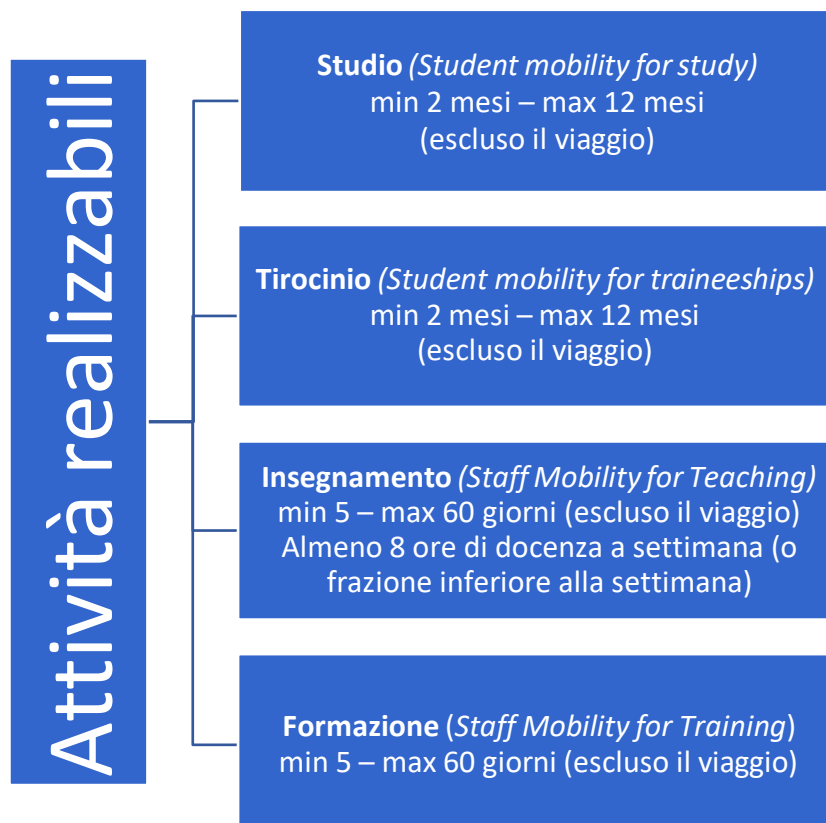 Attività realizzabili
Studio (Student mobility for study)
min 2 mesi – max 12 mesi
(escluso il viaggio)
Tirocinio (Student mobility for traineeships)
min 2 mesi – max 12 mesi
(escluso il viaggio)
Insegnamento (Staff Mobility for Teaching)
min 5 – max 60 giorni (escluso il viaggio)
Almeno 8 ore di docenza a settimana (o
frazione inferiore alla settimana)
Formazione (Staff Mobility for Training)
min 5 – max 60 giorni (escluso il viaggio)